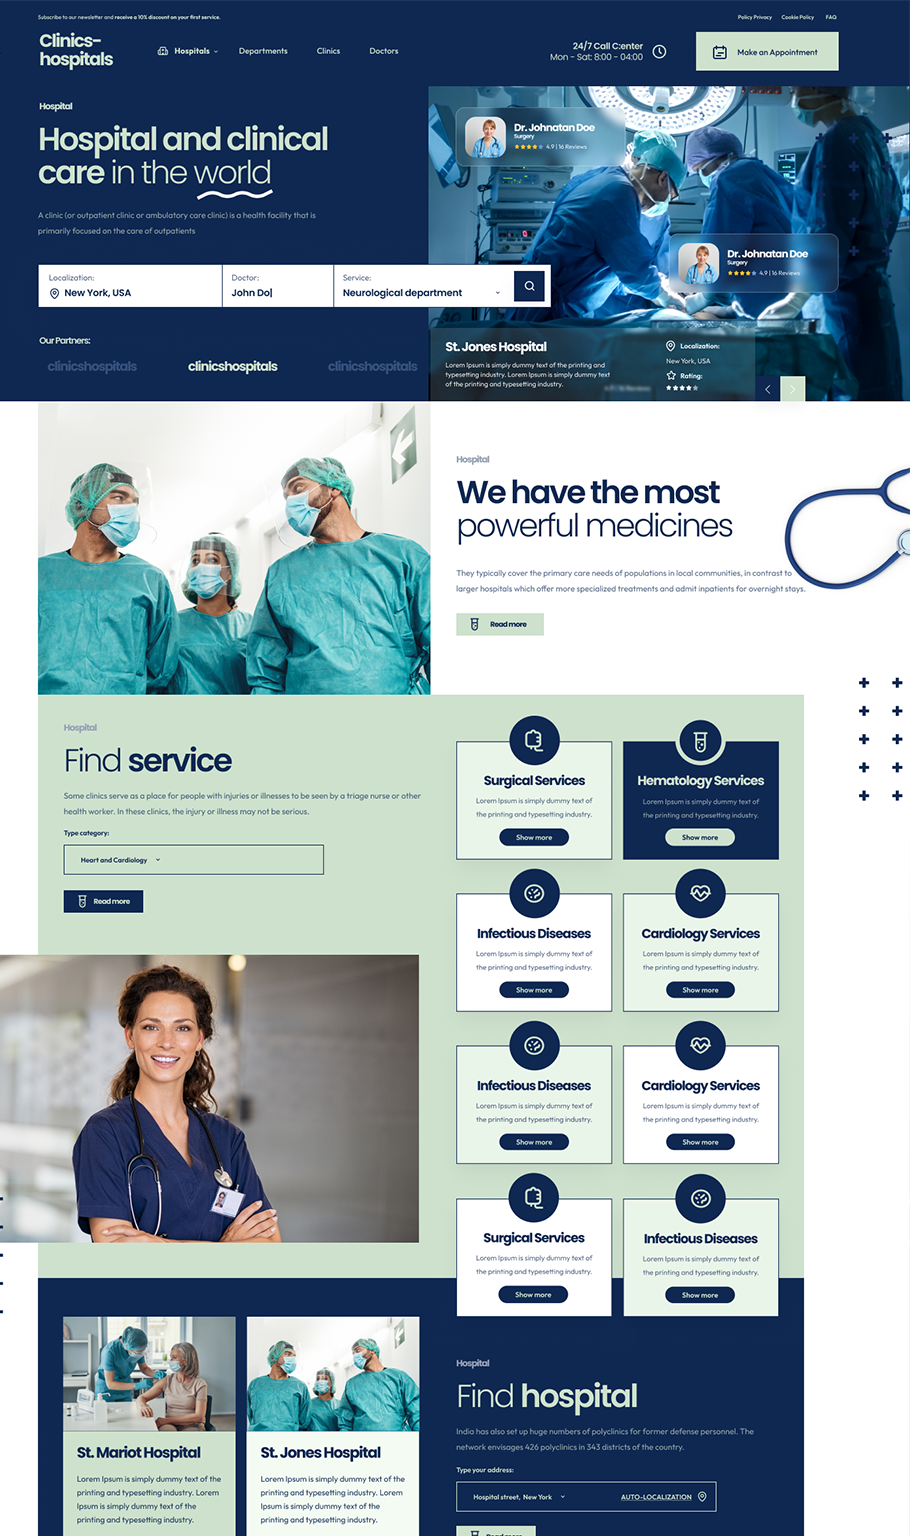 Subscribe to our newsletter and receive a 10% discount on your first service.
Policy Privacy
Cookie Policy
FAQ
Clinics-
hospitals
Hospitals
Departments
Clinics
Doctors
24/7 Call C:enter
Mon - Sat: 8:00 - 04:00
Make an Appointment
Hospital
Hospital and clinical
care in the world
A clinic (or outpatient clinic or ambulatory care clinic) is a health facility that is
primarily focused on the care of outpatients
Dr. Johnatan Doe
Surgery
4.9 | 16 Reviews
Dr. Johnatan Doe
Surgery
4.9 | 16 Reviews
Localization:
New York, USA
Doctor:
John Do|
Service:
Neurological department
Our Partners:
clinicshospitals
clinicshospitals
clinicshospitals
St. Jones Hospital
Lorem Ipsum is simply dummy text of the printing and
typesetting industry. Lorem Ipsum is simply dummy text
of the printing and typesetting industry.
Localization:
New York, USA
Rating:
Hospital
We have the most
powerful medicines
They typically cover the primary care needs of populations in local communities, in contrast to
larger hospitals which offer more specialized treatments and admit inpatients for overnight stays.
Read more
Hospital
Find service
Some clinics serve as a place for people with injuries or illnesses to be seen by a triage nurse or other
health worker. In these clinics, the injury or illness may not be serious.
Type category:
Heart and Cardiology
Read more
Surgical Services
Lorem Ipsum is simply dummy text of
the printing and typesetting industry.
Show more
Hematology Services
Lorem Ipsum is simply dummy text of
the printing and typesetting industry.
Show more
Infectious Diseases
Lorem Ipsum is simply dummy text of
the printing and typesetting industry.
Show more
Cardiology Services
Lorem Ipsum is simply dummy text of
the printing and typesetting industry.
Show more
Infectious Diseases
Lorem Ipsum is simply dummy text of
the printing and typesetting industry.
Show more
Cardiology Services
Lorem Ipsum is simply dummy text of
the printing and typesetting industry.
Show more
Surgical Services
Lorem Ipsum is simply dummy text of
the printing and typesetting industry.
Show more
Infectious Diseases
Lorem Ipsum is simply dummy text of
the printing and typesetting industry.
Show more
St. Mariot Hospital
Lorem Ipsum is simply dummy text of the
printing and typesetting industry. Lorem
Ipsum is simply dummy text of the
printing and typesetting industry.
St. Jones Hospital
Lorem Ipsum is simply dummy text of the
printing and typesetting industry. Lorem
Ipsum is simply dummy text of the
printing and typesetting industry.
Hospital
Find hospital
India has also set up huge numbers of polyclinics for former defense personnel. The
network envisages 426 polyclinics in 343 districts of the country.
Type your address:
Hospital street, New York
AUTO-LOCALIZATION